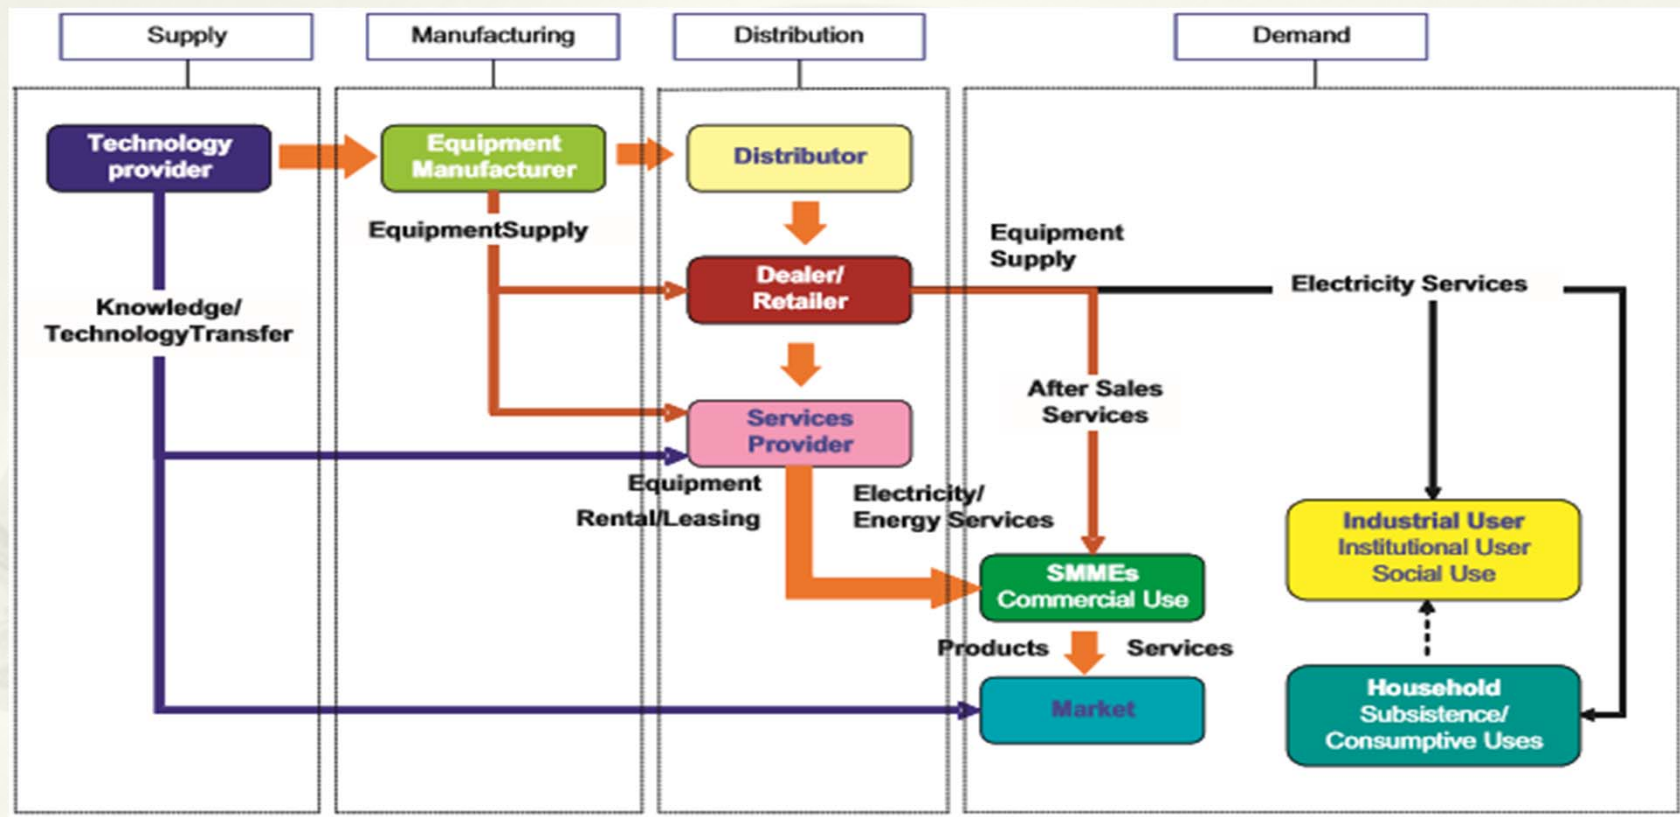 Supply
Manufacturing
Distribution
Demand
Technology
provider
Equipment
Manufacturer
Distributor
EquipmentSupply
Equipment
Supply
Dealer/
Retailer
Electricity Services
Knowledge/
TechnologyTransfer
After Sales
Services
Services
Provider
Equipment
Rental/Leasing
Electricity/
Energy Services
Industrial User
Institutional User
Social Use
SMMEs
Commercial Use
Products
Services
Market
Household
Subsistence/
Consumptive Uses